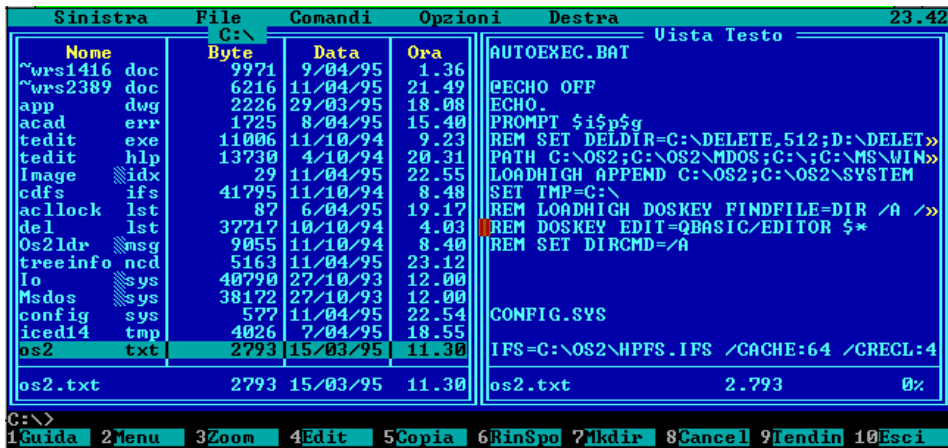 Sinistra File Comandi Opzioni Destra 23.42
C:\
Nome Byte Data Ora
~wrs1416 doc 9971 9/04/95 1.36
~wrs2389 doc 6216 11/04/95 21.49
app dwg 2226 29/03/95 18.08
acad err 1725 8/04/95 15.40
tedit exe 11006 11/10/94 9.23
tedit hlp 13730 4/10/94 20.31
Image ▒idx 29 11/04/95 22.55
cdfs ifs 41795 11/10/94 8.48
acllock lst 87 6/04/95 19.17
del lst 37717 10/10/94 4.03
Os2ldr ▒msg 9055 11/10/94 8.40
treeinfo ncd 5163 11/04/95 23.12
Io ▒sys 40790 27/10/93 12.00
Msdos ▒sys 38172 27/10/93 12.00
config sys 577 11/04/95 22.54
iced14 tmp 4026 7/04/95 18.55
os2 txt 2793 15/03/95 11.30
os2.txt 2793 15/03/95 11.30
Vista Testo
AUTOEXEC.BAT
@ECHO OFF
ECHO.
PROMPT $i$p$g
REM SET DELDIR=C:\DELETE,512;D:\DELET»
PATH C:\OS2;C:\OS2\MDOS;C:\;C:\MS\WIN»
LOADHIGH APPEND C:\OS2;C:\OS2\SYSTEM
SET TMP=C:\
REM LOADHIGH DOSKEY FINDFILE=DIR /A /»
REM DOSKEY EDIT=QBASIC/EDITOR $*
REM SET DIRCMD=/A
CONFIG.SYS
IFS=C:\OS2\HPFS.IFS /CACHE:64 /CRECL:4
os2.txt 2.793 0%
C:\>
1Guida 2Menu 3Zoom 4Edit 5Copia 6RinSpo 7Mkdir 8Cancel 9Tendin 10Esci